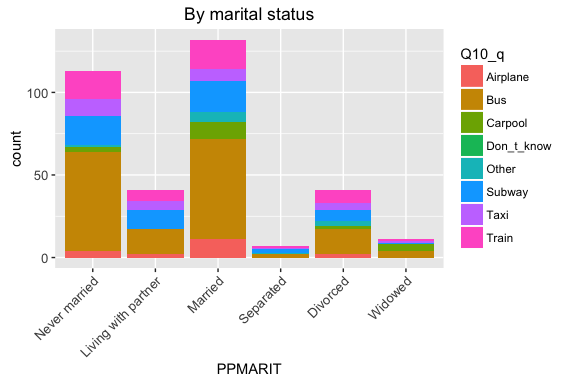 By marital status
count
100
50
0
Never married
Living with partner
Married
Separated
Divorced
Widowed
PPMARIT
Q10_q
Airplane
Bus
Carpool
Don_t_know
Other
Subway
Taxi
Train